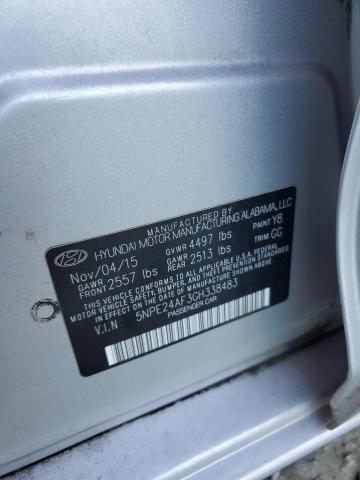 MANUFACTURED BY
HYUNDAI MOTOR MANUFACTURING ALABAMA, LLC
Nov/04/15 GVWR 4497 lbs PAINT Y8
GAWR FRONT 2557 lbs GAWR REAR 2513 lbs TRIM GG
THIS VEHICLE CONFORMS TO ALL APPLICABLE U.S.A. FEDERAL
MOTOR VEHICLE SAFETY, BUMPER, AND THEFT PREVENTION
STANDARDS IN EFFECT ON THE DATE OF MANUFACTURE SHOWN ABOVE.
V.I.N 5NPE24AF3GH338483
PASSENGER CAR